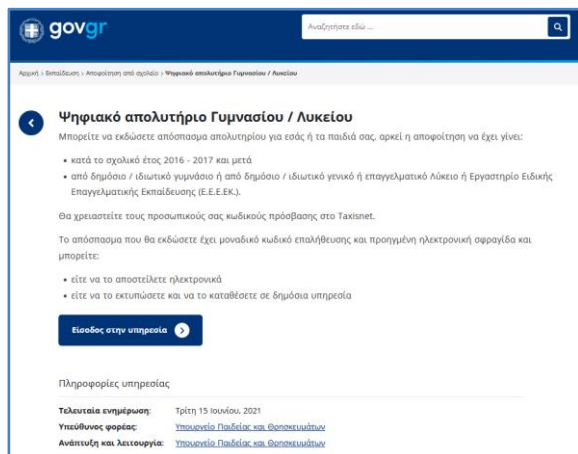 govgr
Αναζητήστε εδώ ...
Αρχική › Εκπαίδευση › Αποφοίτηση από σχολείο › Ψηφιακό απολυτήριο Γυμνασίου / Λυκείου
Ψηφιακό απολυτήριο Γυμνασίου / Λυκείου
Μπορείτε να εκδώσετε απόσπασμα απολυτηρίου για εσάς ή τα παιδιά σας, αρκεί η αποφοίτηση να έχει γίνει:
• κατά το σχολικό έτος 2016 - 2017 και μετά
• από δημόσιο / ιδιωτικό γυμνάσιο ή από δημόσιο / ιδιωτικό γενικό ή επαγγελματικό Λύκειο ή Εργαστήριο Ειδικής
Επαγγελματικής Εκπαίδευσης (Ε.Ε.Ε.ΕΚ.).
Θα χρειαστείτε τους προσωπικούς σας κωδικούς πρόσβασης στο Taxisnet.
Το απόσπασμα που θα εκδώσετε έχει μοναδικό κωδικό επαλήθευσης και προηγμένη ηλεκτρονική σφραγίδα και
μπορείτε:
• είτε να το αποστείλετε ηλεκτρονικά
• είτε να το εκτυπώσετε και να το καταθέσετε σε δημόσια υπηρεσία
Είσοδος στην υπηρεσία
Πληροφορίες υπηρεσίας
Τελευταία ενημέρωση: Τρίτη 15 Ιουνίου, 2021
Υπεύθυνος φορέας: Υπουργείο Παιδείας και Θρησκευμάτων
Ανάπτυξη και λειτουργία: Υπουργείο Παιδείας και Θρησκευμάτων